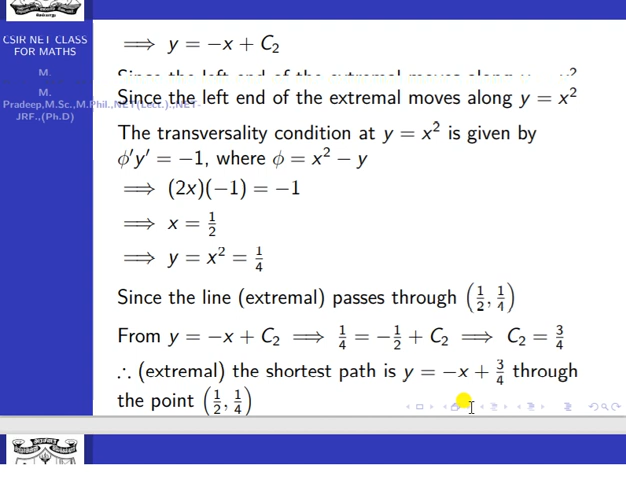 CSIR NET CLASS
FOR MATHS
M.
M.
Pradeep,M.Sc.,M.Phil.,NET(Lect.).,NET-
JRF.,(Ph.D)
⟹ y = −x + C₂
Since the left end of the extremal moves along y = x²
The transversality condition at y = x² is given by
ϕ′y′ = −1, where ϕ = x² − y
⟹ (2x)(−1) = −1
⟹ x = 1/2
⟹ y = x² = 1/4
Since the line (extremal) passes through (1/2, 1/4)
From y = −x + C₂ ⟹ 1/4 = −1/2 + C₂ ⟹ C₂ = 3/4
∴ (extremal) the shortest path is y = −x + 3/4 through
the point (1/2, 1/4)